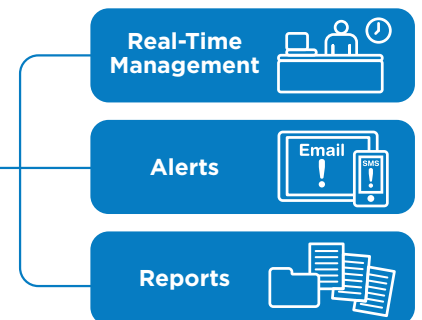 Real-Time
Management
Alerts
Email
!
SMS
!
Reports